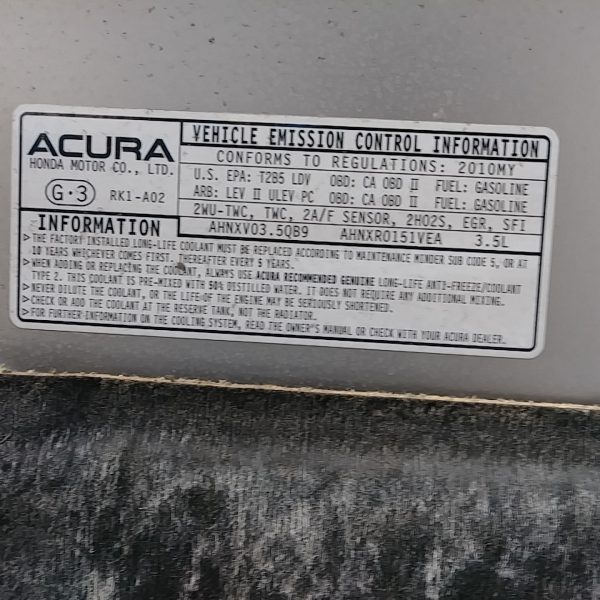 ACURA
HONDA MOTOR CO., LTD.
G·3 RK1-A02
VEHICLE EMISSION CONTROL INFORMATION
CONFORMS TO REGULATIONS: 2010MY
U.S. EPA: T2B5 LDV OBD: CA OBD II FUEL: GASOLINE
ARB: LEV II ULEV PC OBD: CA OBD II FUEL: GASOLINE
2WU-TWC, TWC, 2A/F SENSOR, 2HO2S, EGR, SFI
AHNXV03.5QB9 AHNXR0151VEA 3.5L
INFORMATION
▷THE FACTORY INSTALLED LONG-LIFE COOLANT MUST BE REPLACED ACCORDING TO MAINTENANCE MINDER SUB CODE 5, OR AT
10 YEARS WHICHEVER COMES FIRST, THEREAFTER EVERY 5 YEARS.
▷WHEN ADDING OR REPLACING THE COOLANT, ALWAYS USE ACURA RECOMMENDED GENUINE LONG-LIFE ANTI-FREEZE/COOLANT
TYPE 2. THIS COOLANT IS PRE-MIXED WITH 50% DISTILLED WATER. IT DOES NOT REQUIRE ANY ADDITIONAL MIXING.
▷NEVER DILUTE THE COOLANT, OR THE LIFE OF THE ENGINE MAY BE SERIOUSLY SHORTENED.
▷CHECK OR ADD THE COOLANT AT THE RESERVE TANK, NOT THE RADIATOR.
▷FOR FURTHER INFORMATION ON THE COOLING SYSTEM, READ THE OWNER'S MANUAL OR CHECK WITH YOUR ACURA DEALER.